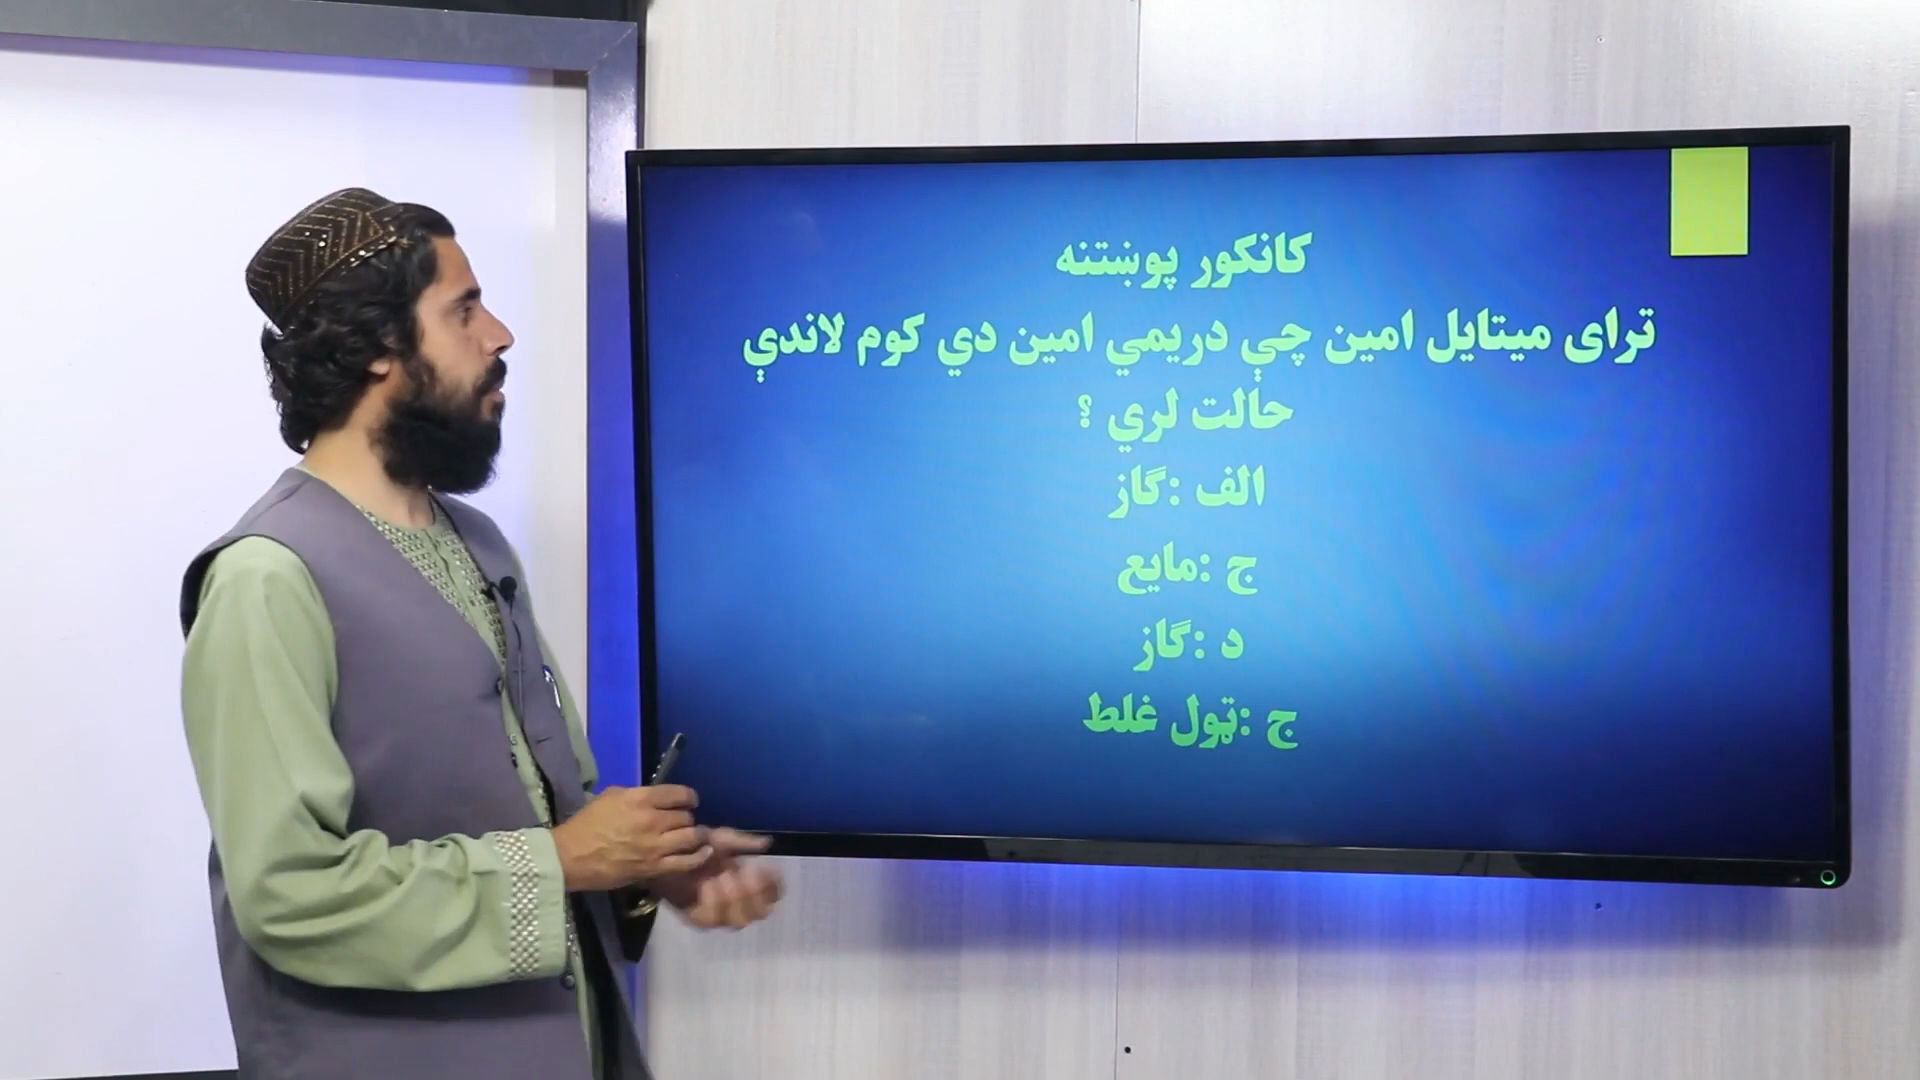 کانکور پوښتنه
ترای میتایل امین چې دریمي امین دي کوم لاندې
حالت لري ؟
الف :گاز
ج :مایع
د :گاز
ج :ټول غلط